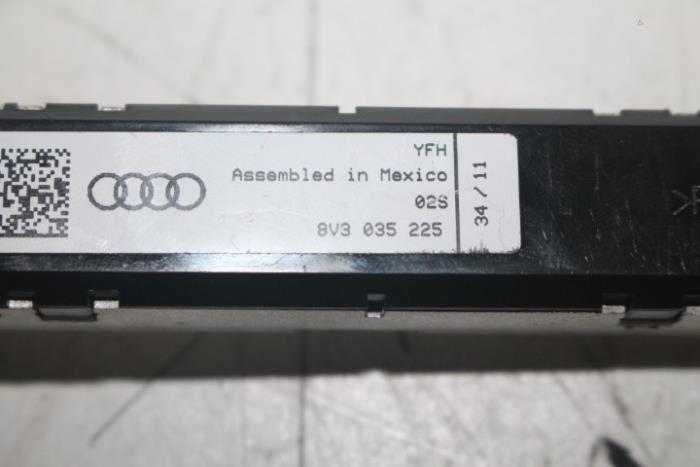 YFH
Assembled in Mexico
02S
8V3 035 225
34/11